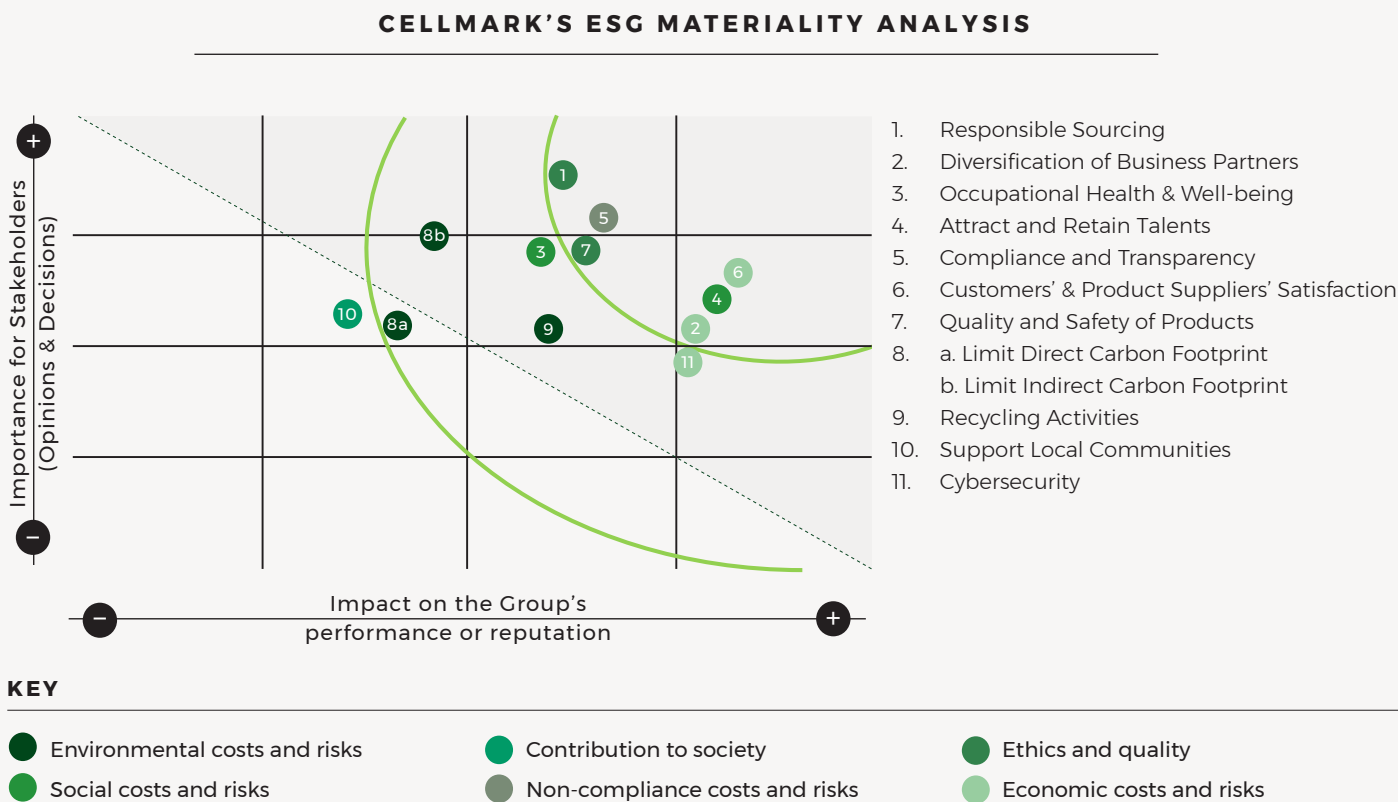 CELLMARK'S ESG MATERIALITY ANALYSIS
+
Importance for Stakeholders
(Opinions & Decisions)
−
1
5
8b
3
7
6
4
10
8a
9
2
11
− Impact on the Group's +
performance or reputation
1. Responsible Sourcing
2. Diversification of Business Partners
3. Occupational Health & Well-being
4. Attract and Retain Talents
5. Compliance and Transparency
6. Customers' & Product Suppliers' Satisfaction
7. Quality and Safety of Products
8. a. Limit Direct Carbon Footprint
b. Limit Indirect Carbon Footprint
9. Recycling Activities
10. Support Local Communities
11. Cybersecurity
KEY
Environmental costs and risks
Contribution to society
Ethics and quality
Social costs and risks
Non-compliance costs and risks
Economic costs and risks